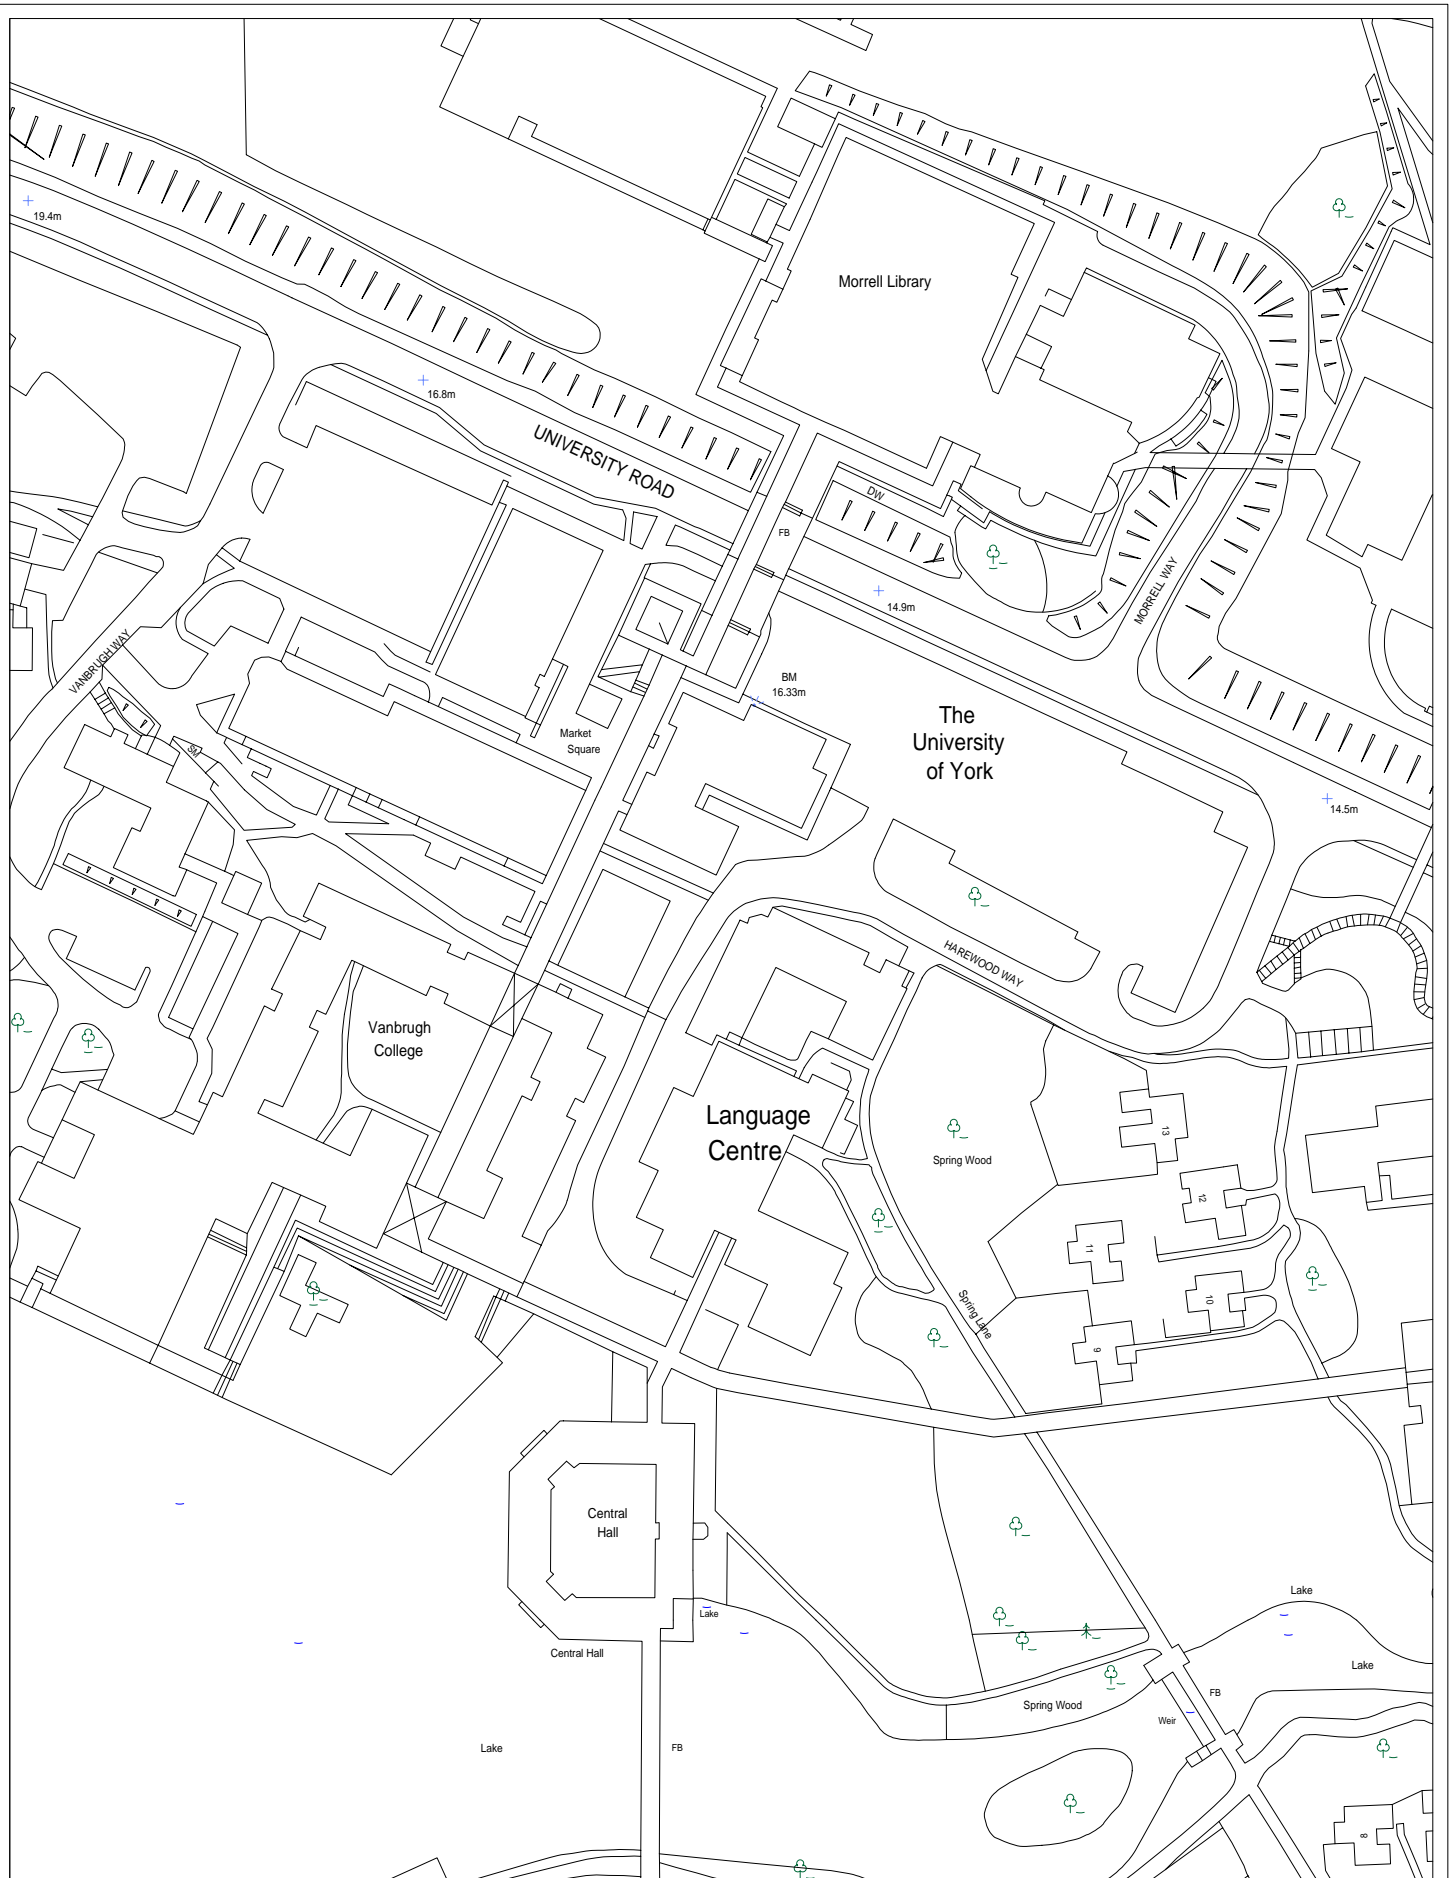 19.4m
Morrell Library
16.8m
UNIVERSITY ROAD
DW
FB
14.9m
MORRELL WAY
VANBRUGH WAY
BM
16.33m
The
University
of York
Market
Square
SM
14.5m
HAREWOOD WAY
Vanbrugh
College
Language
Centre
Spring Wood
13
12
11
10
9
Spring Lane
Central
Hall
Lake
Central Hall
Lake
Lake
Spring Wood
FB
Weir
Lake
FB
8